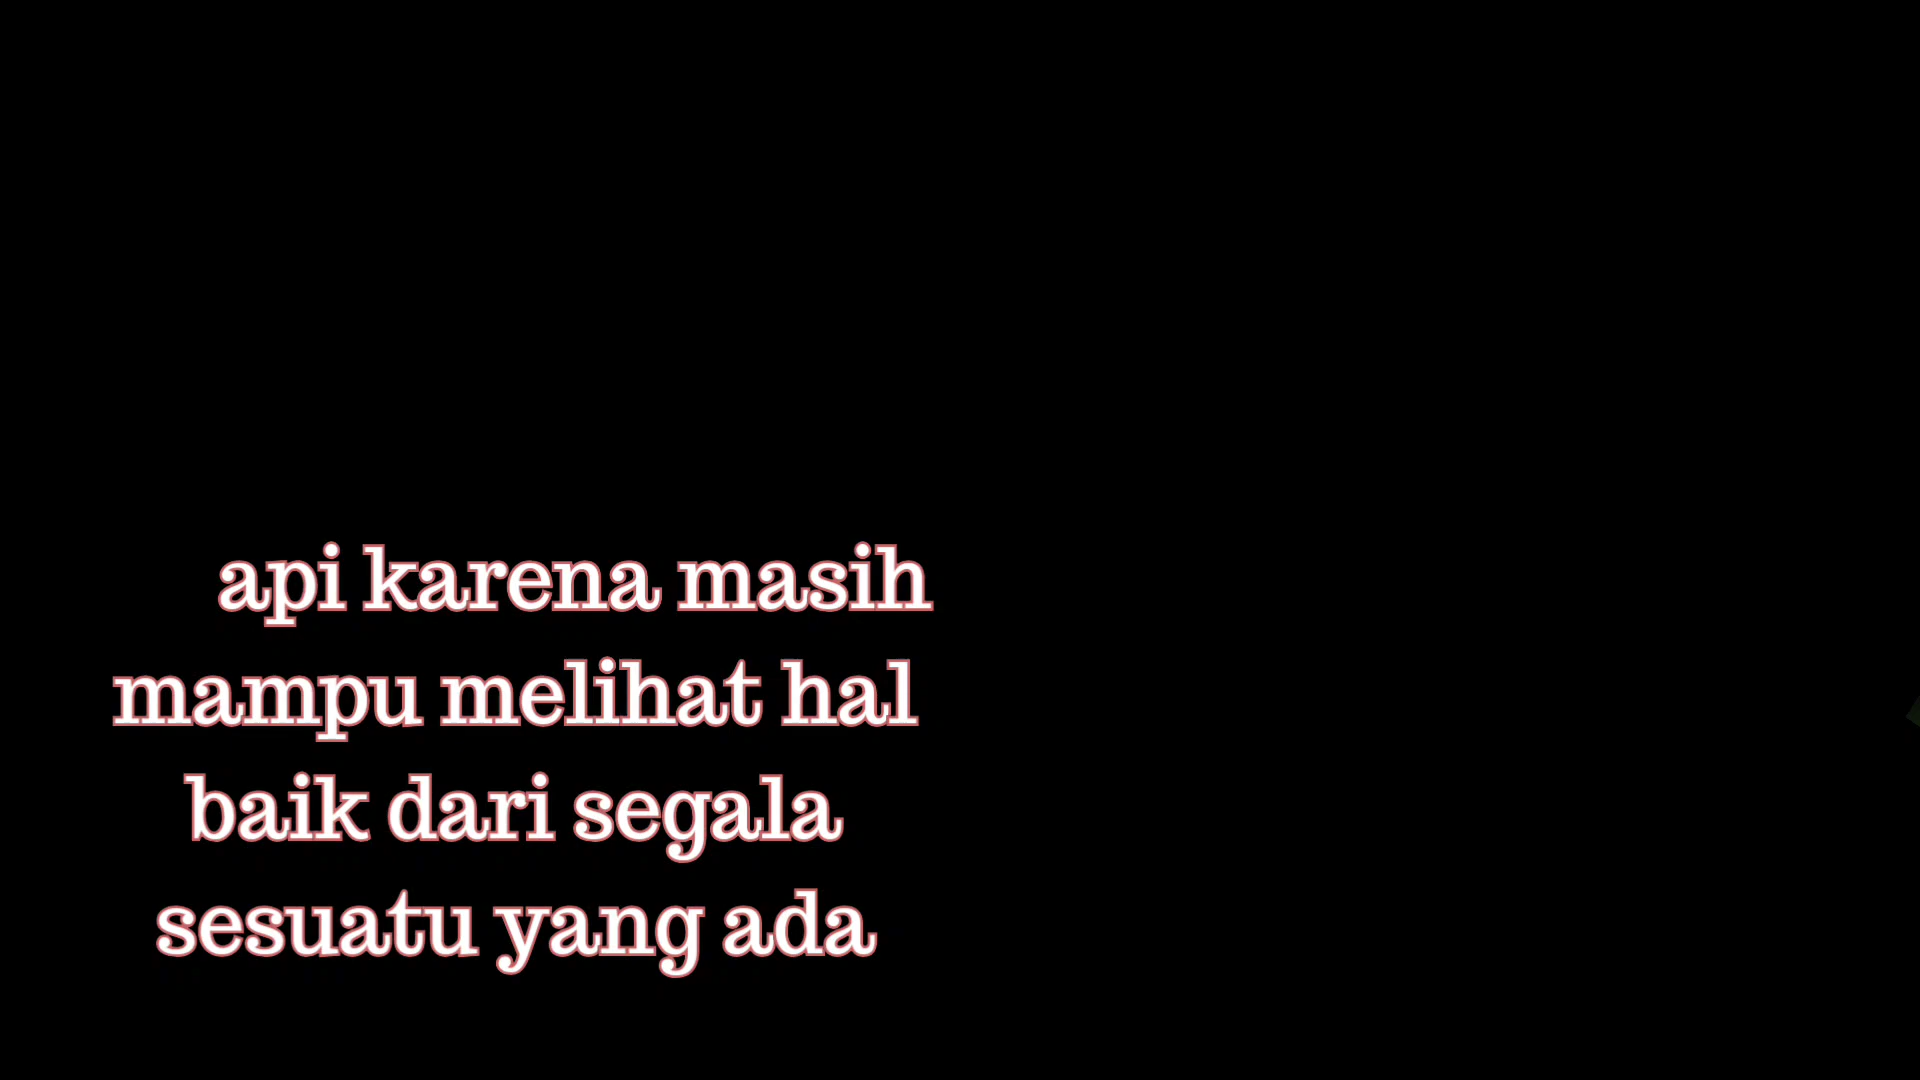 api karena masih
mampu melihat hal
baik dari segala
sesuatu yang ada